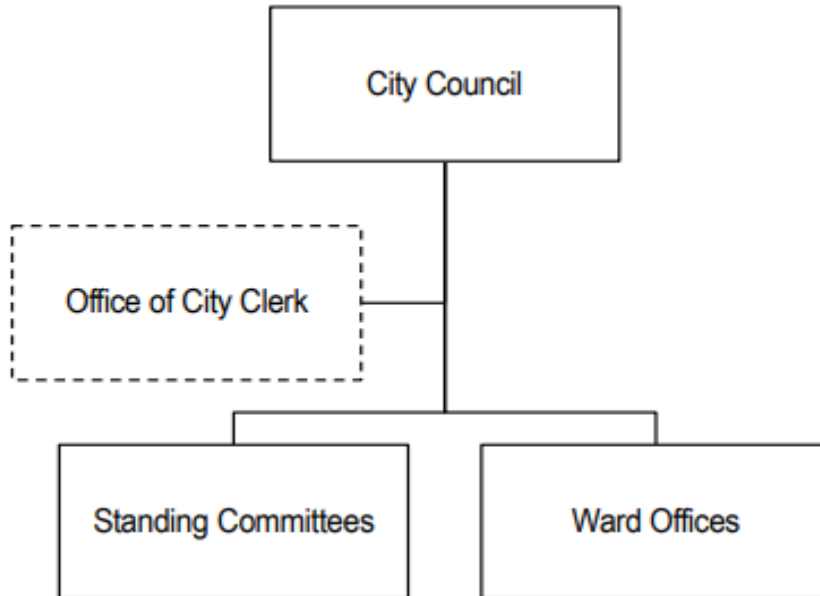 City Council
Office of City Clerk
Standing Committees
Ward Offices